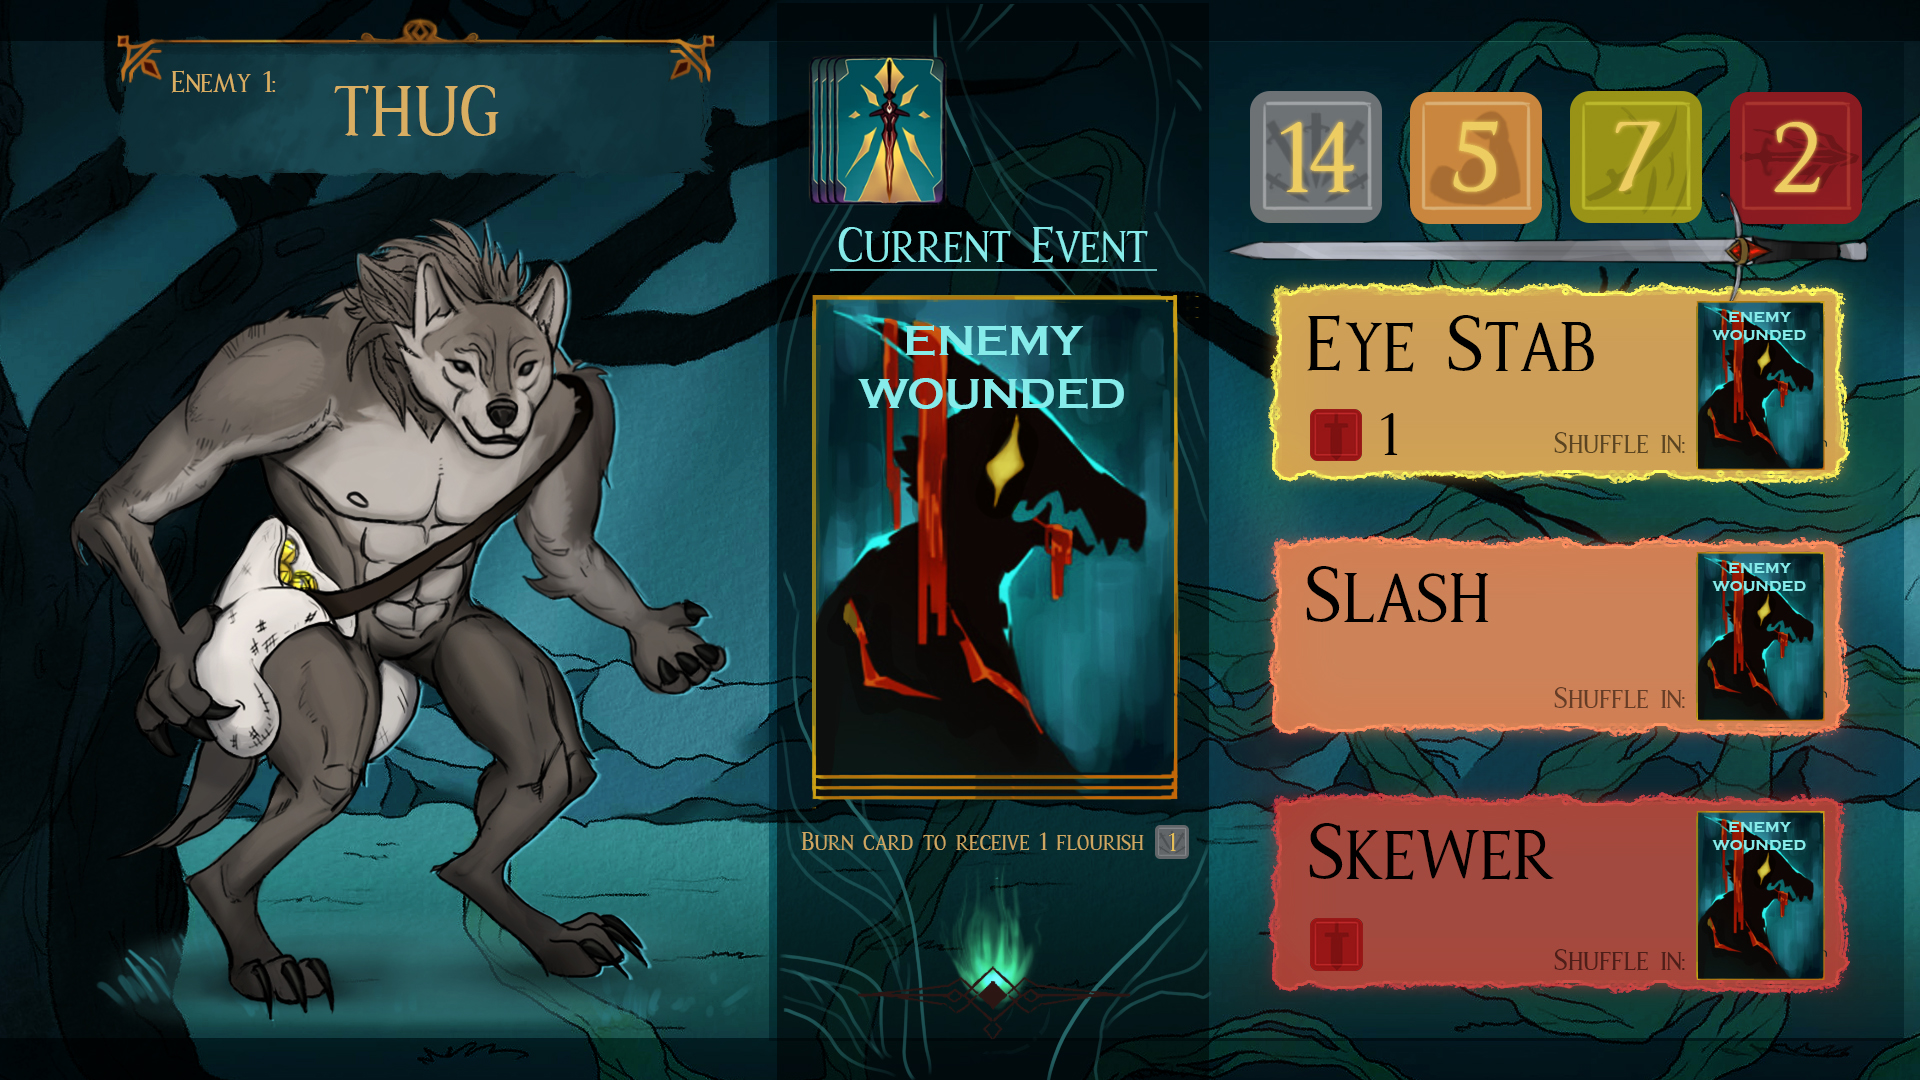 Enemy 1:
THUG
Current Event
ENEMY
WOUNDED
Burn card to receive 1 flourish 1
14 5 7 2
Eye Stab
1
Shuffle in:
ENEMY
WOUNDED
Slash
Shuffle in:
ENEMY
WOUNDED
Skewer
Shuffle in:
ENEMY
WOUNDED